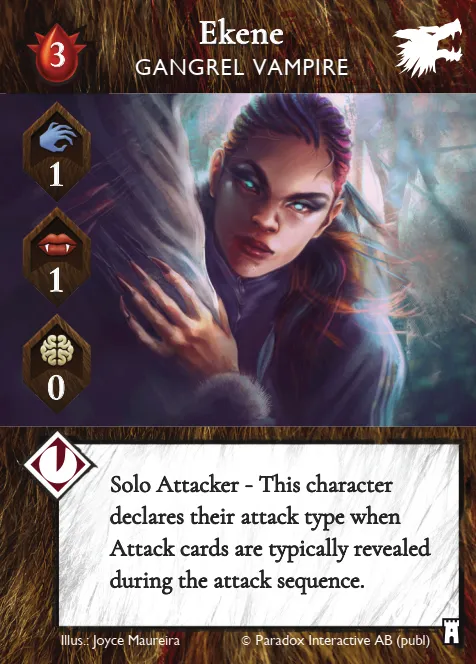 Ekene
3
GANGREL VAMPIRE
1
1
0
Solo Attacker - This character
declares their attack type when
Attack cards are typically revealed
during the attack sequence.
Illus.: Joyce Maureira © Paradox Interactive AB (publ)